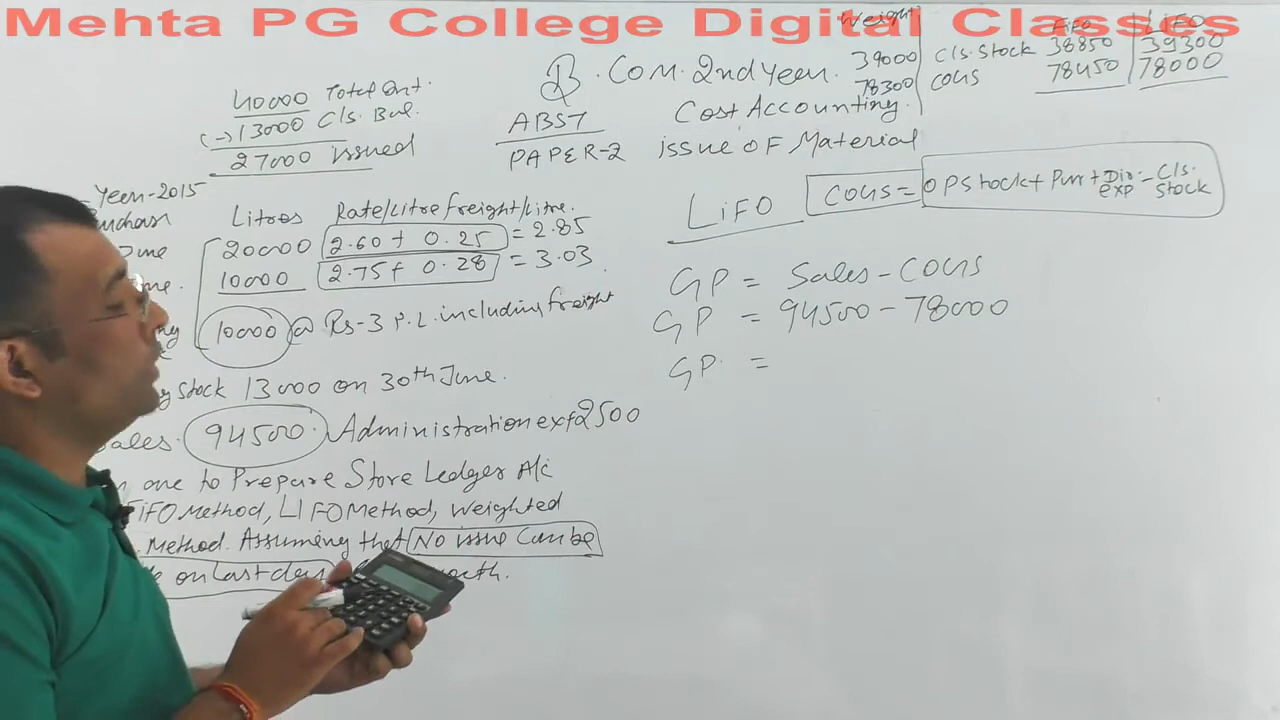 Mehta PG College Digital Classes
Weight
FiFO LiFO
39000 Cls. Stock 38850 39300
78300 COGS 78450 78000
B. Com. 2nd Year.
Cost Accounting
ABST
PAPER-2 issue OF Material
40000 Total Qnt.
(-) 13000 Cls. Bal.
27000 issued
Year-2015
Litres Rate/Litre freight/Litre.
20000 2.60 + 0.25 = 2.85
10000 2.75 + 0.28 = 3.03
10000 @ Rs-3 P.L. including freight
Stock 13000 on 30th June.
Sales. 94500. Administration exp 2500
one to Prepare Store Ledger A/c
FiFO Method, LIFO Method, Weighted
Method. Assuming that No issue Can be
on Last day
LiFO
COGS = OP Stock + Purr + Dir. exp - Cls. Stock
GP = Sales - COGS
GP = 94500 - 78000
GP =